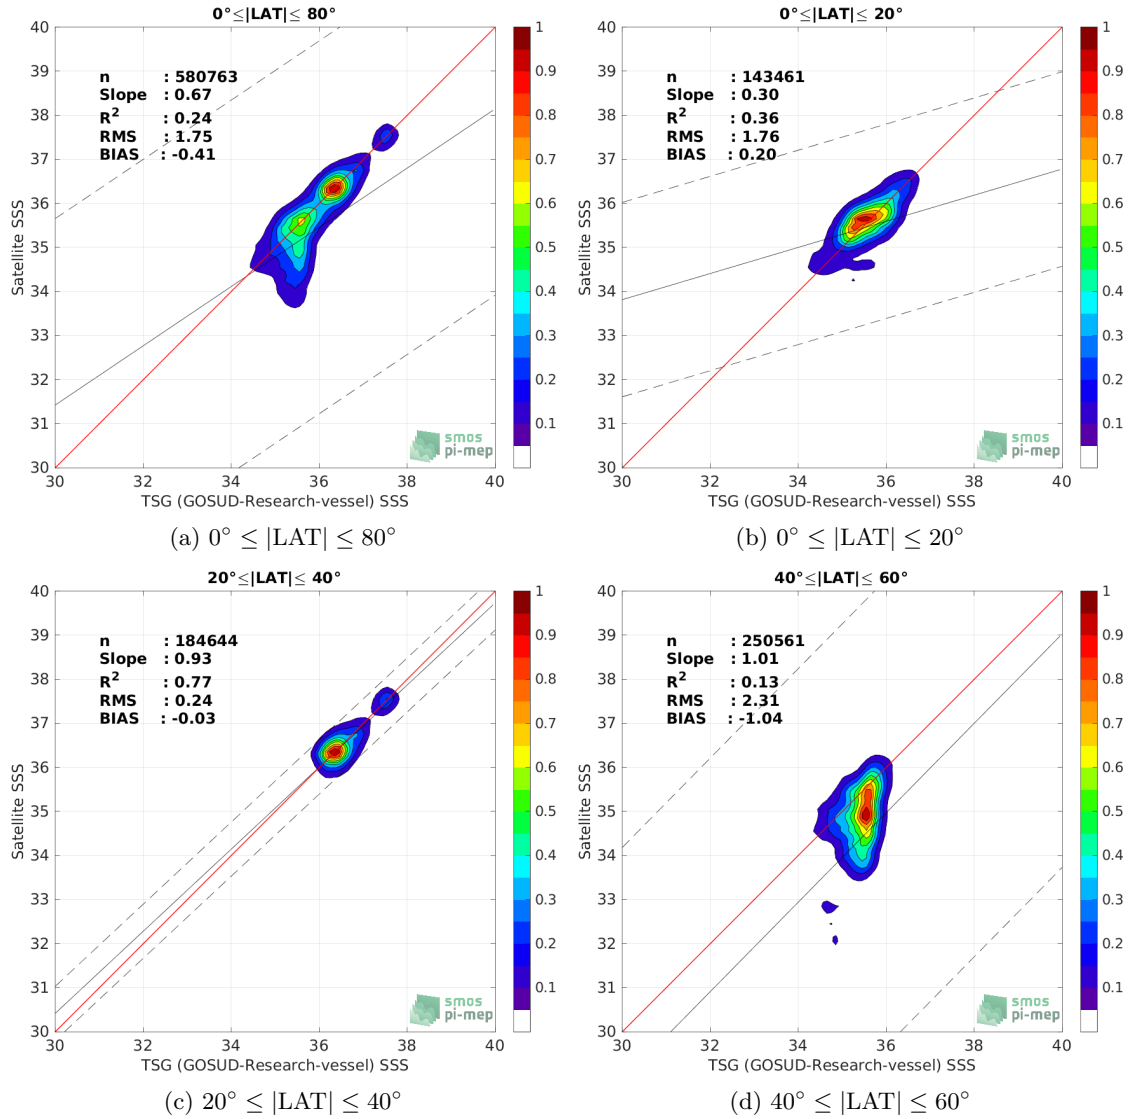 0°≤|LAT|≤ 80°
40
39
38
37
36
35
34
33
32
31
30
Satellite SSS
n : 580763
Slope : 0.67
R² : 0.24
RMS : 1.75
BIAS : -0.41
smos
pi-mep
30 32 34 36 38 40
TSG (GOSUD-Research-vessel) SSS
1
0.9
0.8
0.7
0.6
0.5
0.4
0.3
0.2
0.1
(a) 0° ≤ |LAT| ≤ 80°
0°≤|LAT|≤ 20°
40
39
38
37
36
35
34
33
32
31
30
Satellite SSS
n : 143461
Slope : 0.30
R² : 0.36
RMS : 1.76
BIAS : 0.20
smos
pi-mep
30 32 34 36 38 40
TSG (GOSUD-Research-vessel) SSS
1
0.9
0.8
0.7
0.6
0.5
0.4
0.3
0.2
0.1
(b) 0° ≤ |LAT| ≤ 20°
20°≤|LAT|≤ 40°
40
39
38
37
36
35
34
33
32
31
30
Satellite SSS
n : 184644
Slope : 0.93
R² : 0.77
RMS : 0.24
BIAS : -0.03
smos
pi-mep
30 32 34 36 38 40
TSG (GOSUD-Research-vessel) SSS
1
0.9
0.8
0.7
0.6
0.5
0.4
0.3
0.2
0.1
(c) 20° ≤ |LAT| ≤ 40°
40°≤|LAT|≤ 60°
40
39
38
37
36
35
34
33
32
31
30
Satellite SSS
n : 250561
Slope : 1.01
R² : 0.13
RMS : 2.31
BIAS : -1.04
smos
pi-mep
30 32 34 36 38 40
TSG (GOSUD-Research-vessel) SSS
1
0.9
0.8
0.7
0.6
0.5
0.4
0.3
0.2
0.1
(d) 40° ≤ |LAT| ≤ 60°